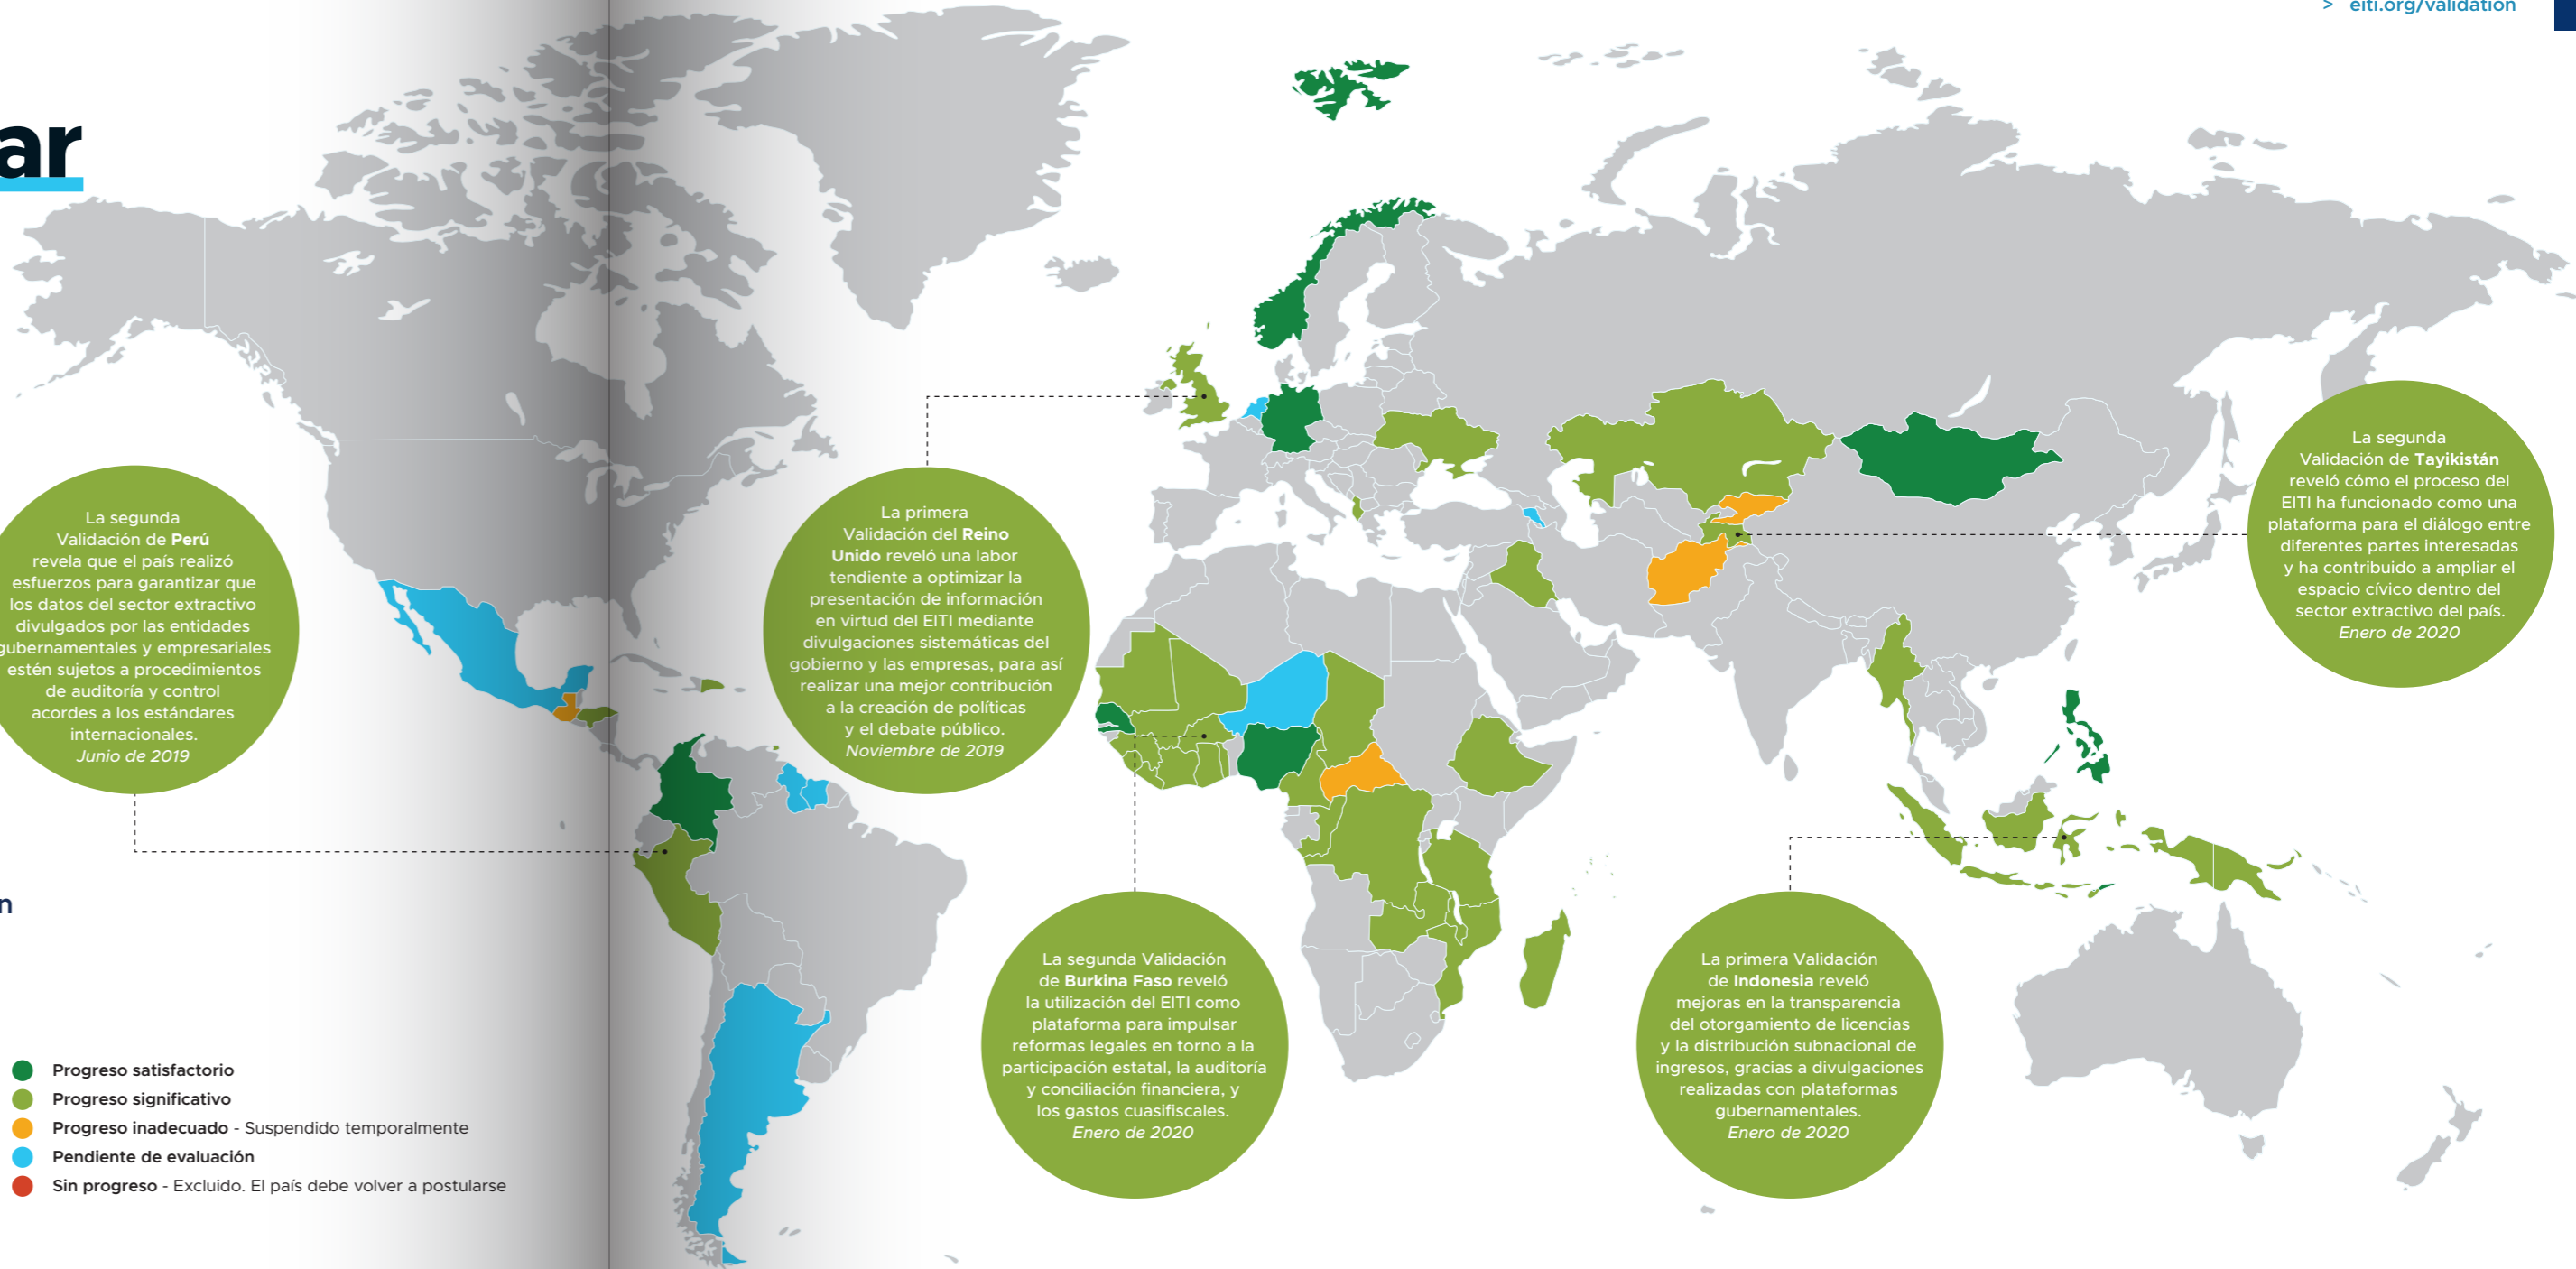 > eiti.org/validation
ar
La segunda
Validación de Perú
revela que el país realizó
esfuerzos para garantizar que
los datos del sector extractivo
divulgados por las entidades
gubernamentales y empresariales
estén sujetos a procedimientos
de auditoría y control
acordes a los estándares
internacionales.
Junio de 2019
La primera
Validación del Reino
Unido reveló una labor
tendiente a optimizar la
presentación de información
en virtud del EITI mediante
divulgaciones sistemáticas del
gobierno y las empresas, para así
realizar una mejor contribución
a la creación de políticas
y el debate público.
Noviembre de 2019
La segunda
Validación de Tayikistán
reveló cómo el proceso del
EITI ha funcionado como una
plataforma para el diálogo entre
diferentes partes interesadas
y ha contribuido a ampliar el
espacio cívico dentro del
sector extractivo del país.
Enero de 2020
n
La segunda Validación
de Burkina Faso reveló
la utilización del EITI como
plataforma para impulsar
reformas legales en torno a la
participación estatal, la auditoría
y conciliación financiera, y
los gastos cuasifiscales.
Enero de 2020
La primera Validación
de Indonesia reveló
mejoras en la transparencia
del otorgamiento de licencias
y la distribución subnacional de
ingresos, gracias a divulgaciones
realizadas con plataformas
gubernamentales.
Enero de 2020
Progreso satisfactorio
Progreso significativo
Progreso inadecuado - Suspendido temporalmente
Pendiente de evaluación
Sin progreso - Excluido. El país debe volver a postularse